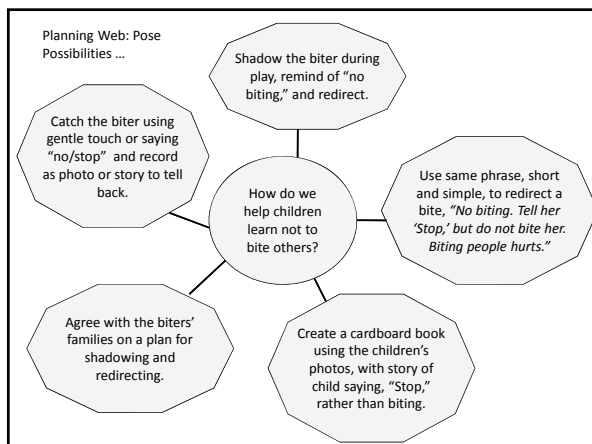 Planning Web: Pose
Possibilities …
Shadow the biter during
play, remind of “no
biting,” and redirect.
Catch the biter using
gentle touch or saying
“no/stop”  and record
as photo or story to tell
back.
How do we
help children
learn not to
bite others?
Use same phrase, short
and simple, to redirect a
bite, “No biting. Tell her
‘Stop,’ but do not bite her.
Biting people hurts.”
Agree with the biters’
families on a plan for
shadowing and
redirecting.
Create a cardboard book
using the children’s
photos, with story of
child saying, “Stop,”
rather than biting.